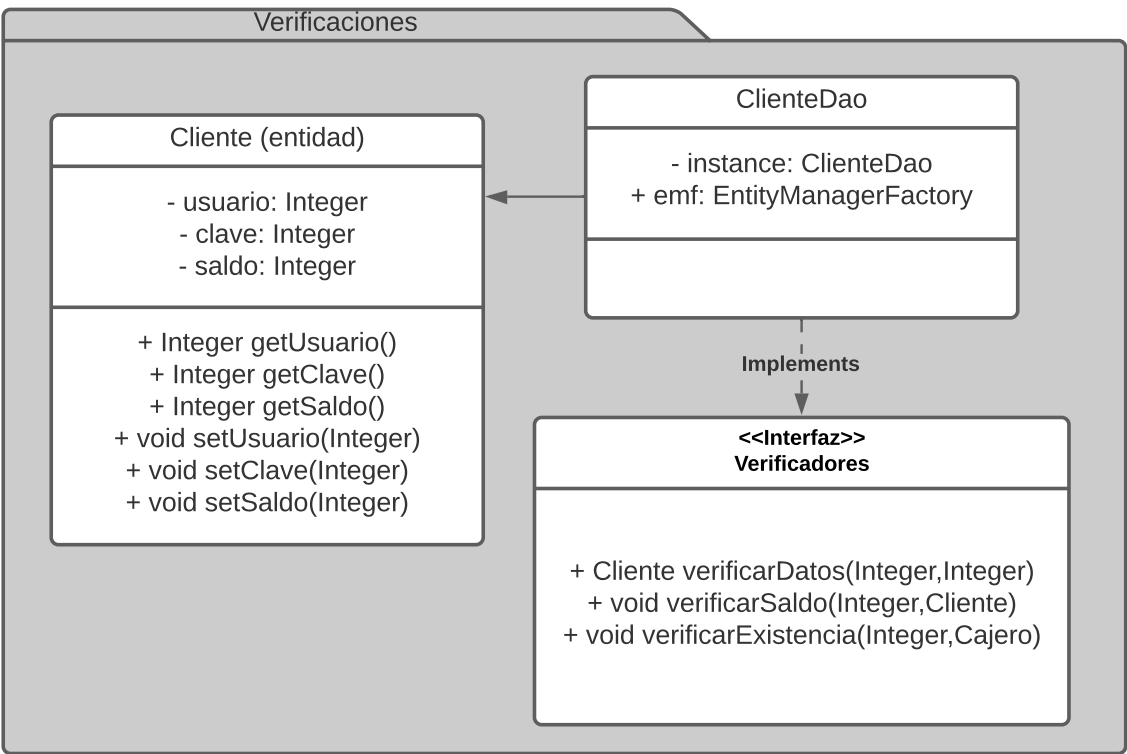 Verificaciones
Cliente (entidad)
- usuario: Integer
- clave: Integer
- saldo: Integer
+ Integer getUsuario()
+ Integer getClave()
+ Integer getSaldo()
+ void setUsuario(Integer)
+ void setClave(Integer)
+ void setSaldo(Integer)
ClienteDao
- instance: ClienteDao
+ emf: EntityManagerFactory
Implements
<<Interfaz>>
Verificadores
+ Cliente verificarDatos(Integer,Integer)
+ void verificarSaldo(Integer,Cliente)
+ void verificarExistencia(Integer,Cajero)